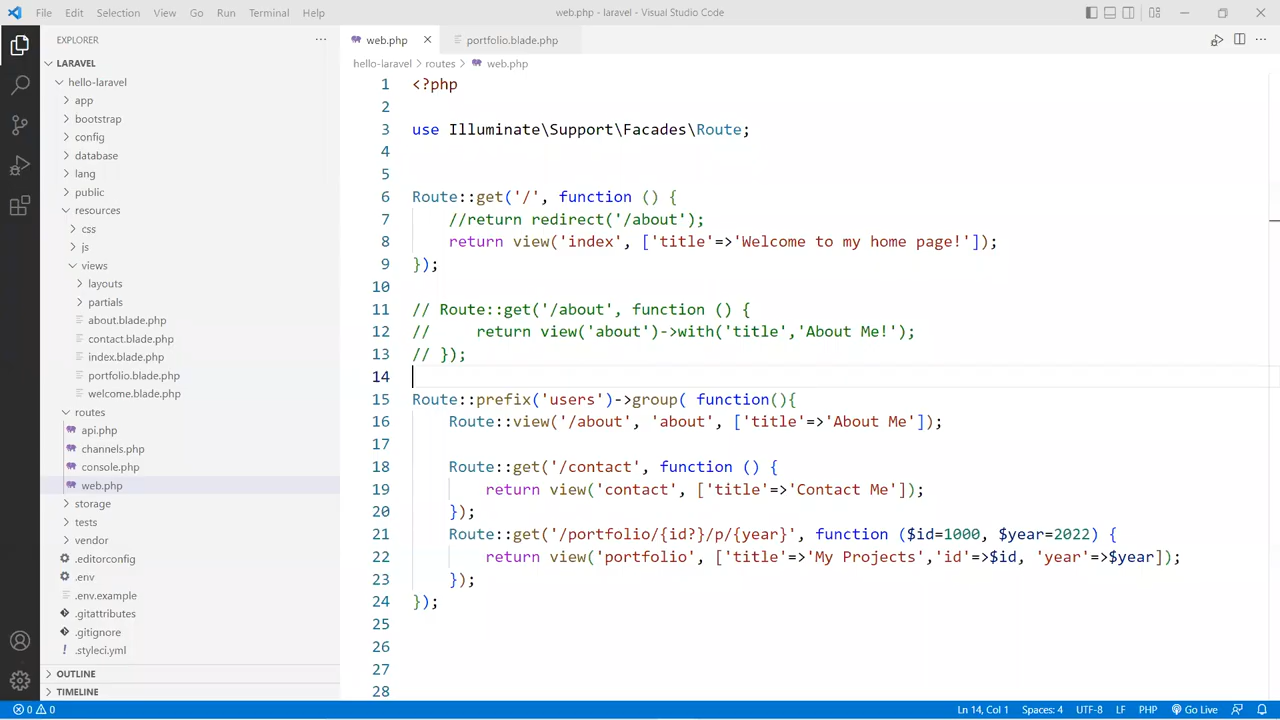 File Edit Selection View Go Run Terminal Help
web.php - laravel - Visual Studio Code
EXPLORER
LARAVEL
hello-laravel
app
bootstrap
config
database
lang
public
resources
css
js
views
layouts
partials
about.blade.php
contact.blade.php
index.blade.php
portfolio.blade.php
welcome.blade.php
routes
api.php
channels.php
console.php
web.php
storage
tests
vendor
.editorconfig
.env
.env.example
.gitattributes
.gitignore
.styleci.yml
OUTLINE
TIMELINE
web.php
portfolio.blade.php
hello-laravel > routes > web.php
1 <?php
2
3 use Illuminate\Support\Facades\Route;
4
5
6 Route::get('/', function () {
7     //return redirect('/about');
8     return view('index', ['title'=>'Welcome to my home page!']);
9 });
10
11 // Route::get('/about', function () {
12 //     return view('about')->with('title','About Me!');
13 // });
14
15 Route::prefix('users')->group( function(){
16     Route::view('/about', 'about', ['title'=>'About Me']);
17
18     Route::get('/contact', function () {
19         return view('contact', ['title'=>'Contact Me']);
20     });
21     Route::get('/portfolio/{id?}/p/{year}', function ($id=1000, $year=2022) {
22         return view('portfolio', ['title'=>'My Projects','id'=>$id, 'year'=>$year]);
23     });
24 });
25
26
27
28
0 0 Ln 14, Col 1 Spaces: 4 UTF-8 LF PHP Go Live